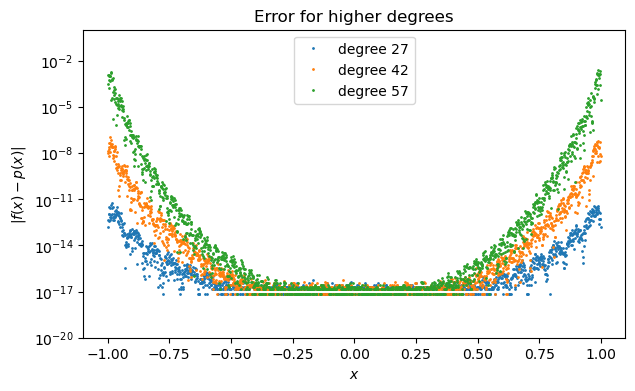 Error for higher degrees
degree 27
degree 42
degree 57
|f(x) − p(x)|
10⁻²
10⁻⁵
10⁻⁸
10⁻¹¹
10⁻¹⁴
10⁻¹⁷
10⁻²⁰
−1.00 −0.75 −0.50 −0.25 0.00 0.25 0.50 0.75 1.00
x